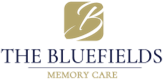 B
THE BLUEFIELDS
MEMORY CARE